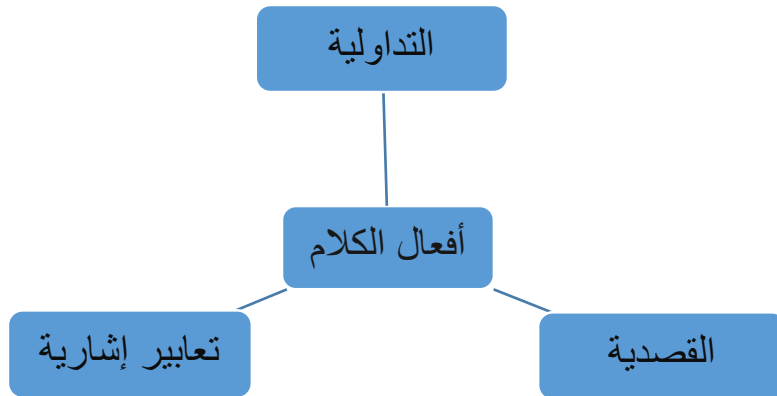 التداولية
أفعال الكلام
القصدية
تعابير إشارية